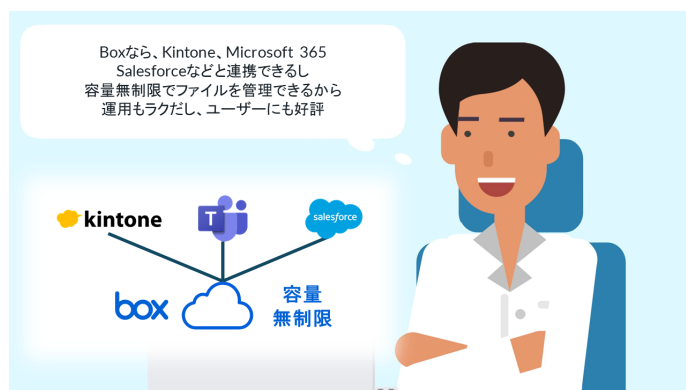 Boxなら、Kintone、Microsoft 365
Salesforceなどと連携できるし
容量無制限でファイルを管理できるから
運用もラクだし、ユーザーにも好評
kintone
T
salesforce
box
容量
無制限